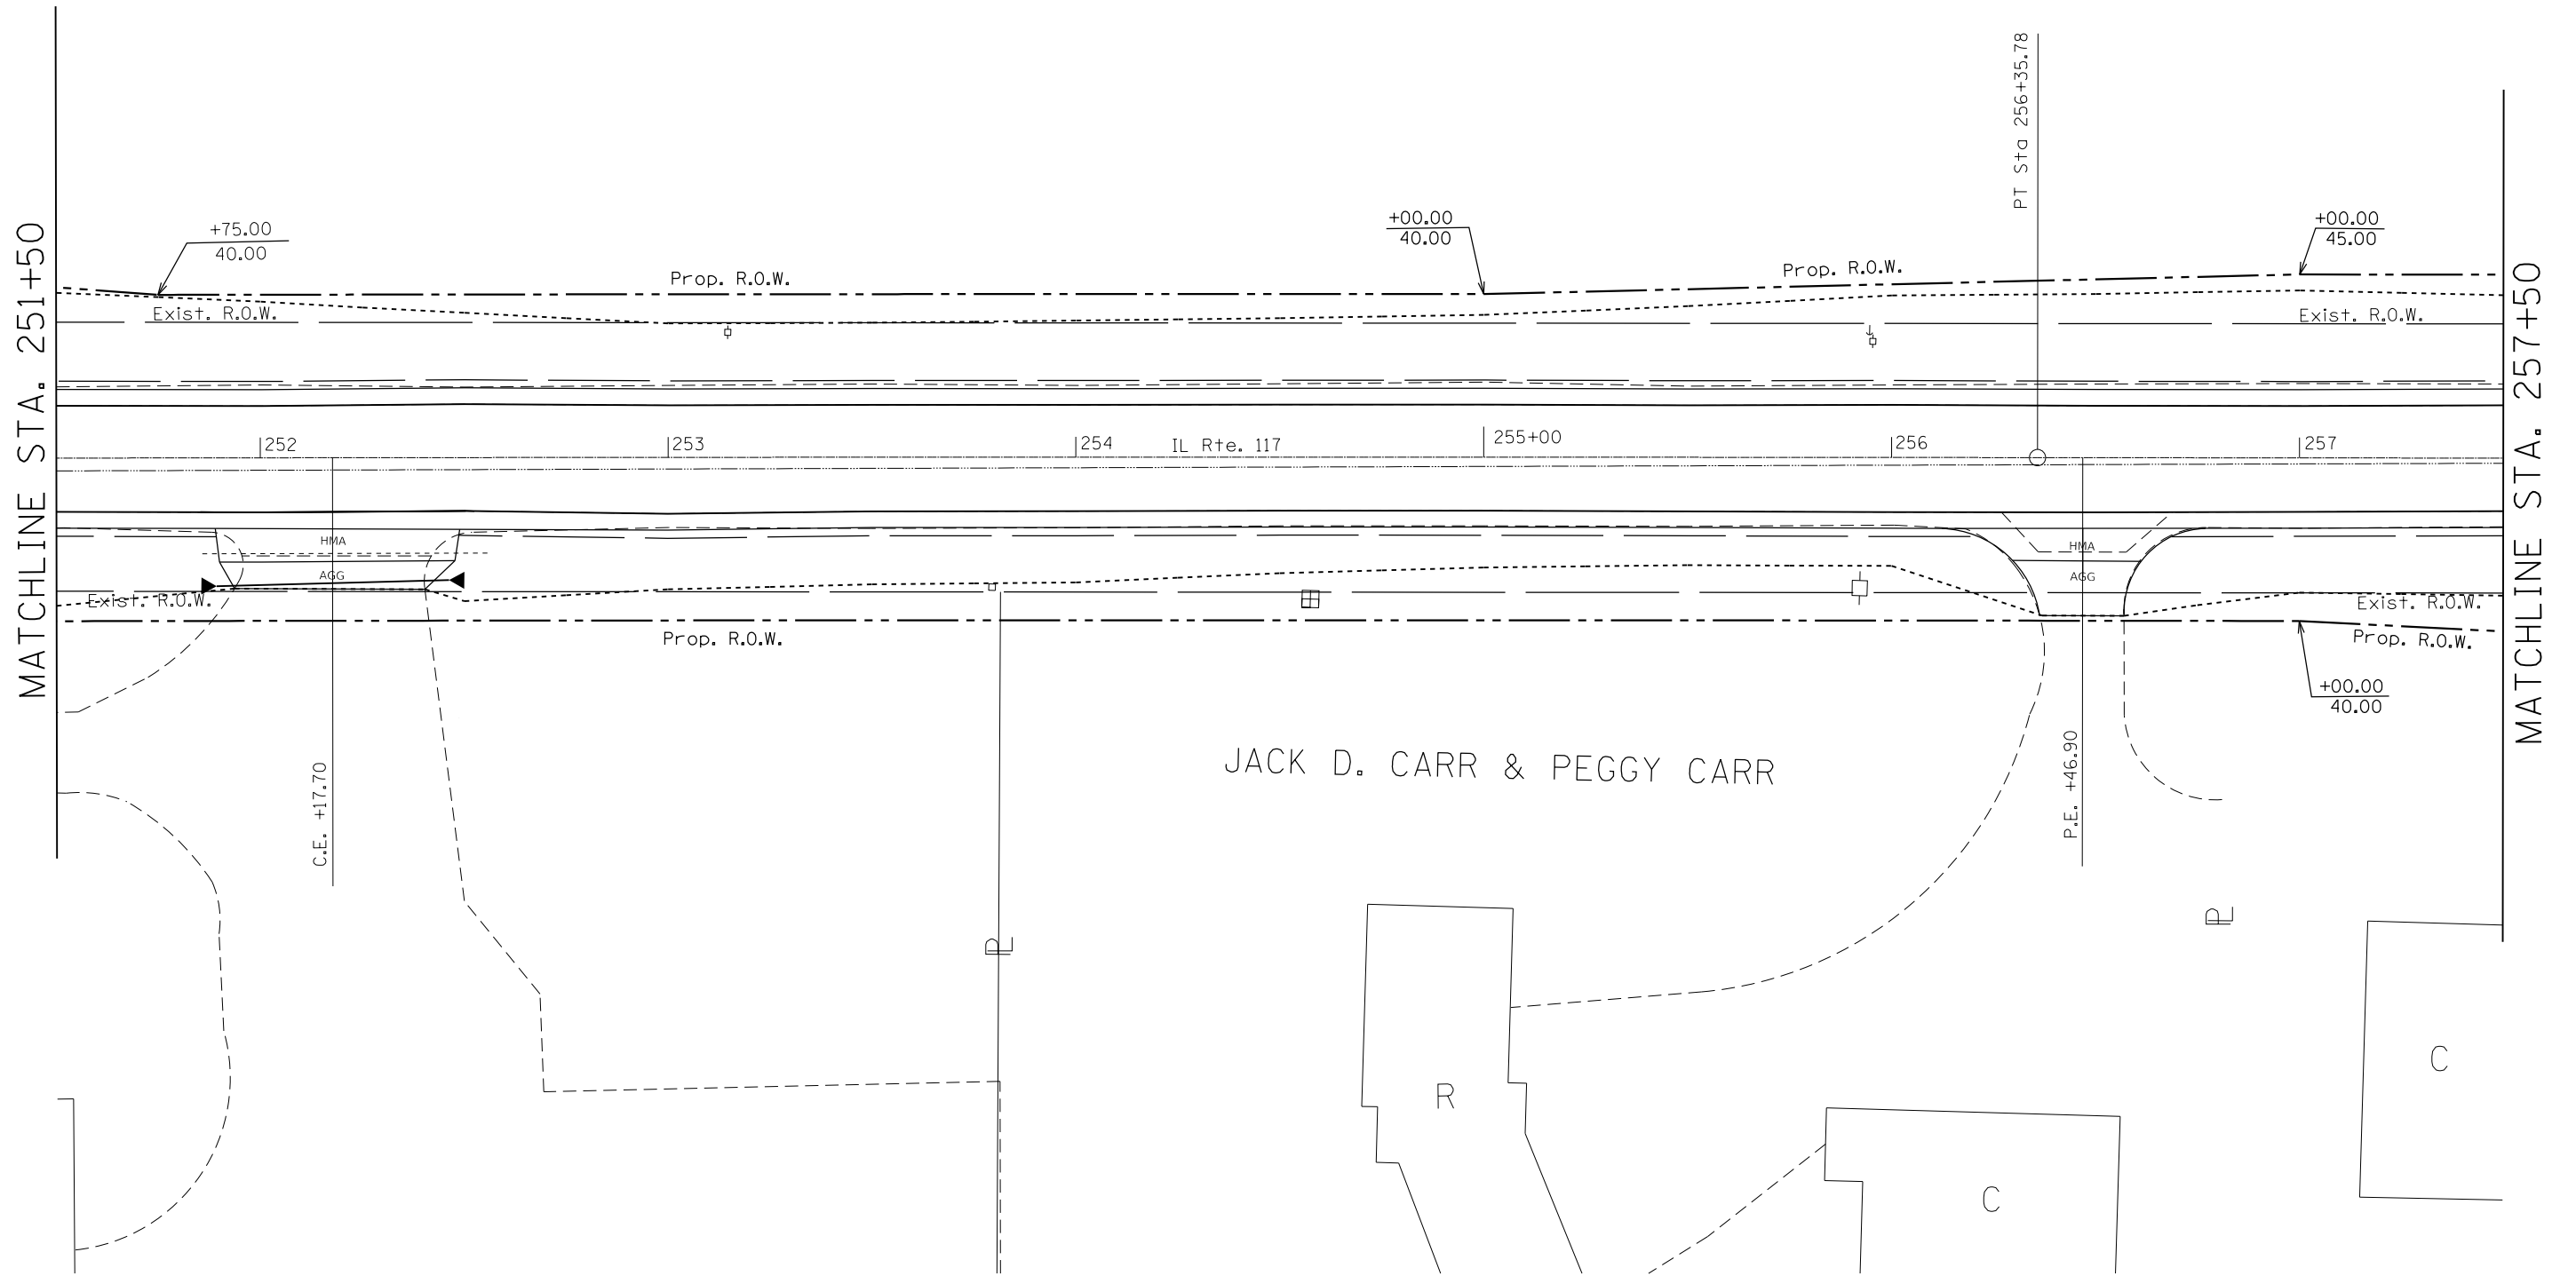 MATCHLINE STA. 251+50
+75.00
40.00
+00.00
40.00
PT Sta 256+35.78
+00.00
45.00
Prop. R.O.W.
Prop. R.O.W.
Exist. R.O.W.
Exist. R.O.W.
252
253
254
IL Rte. 117
255+00
256
257
HMA
AGG
HMA
AGG
Exist. R.O.W.
Exist. R.O.W.
Prop. R.O.W.
Prop. R.O.W.
+00.00
40.00
JACK D. CARR & PEGGY CARR
C.E. +17.70
P.E. +46.90
PL
PL
R
C
C
MATCHLINE STA. 257+50